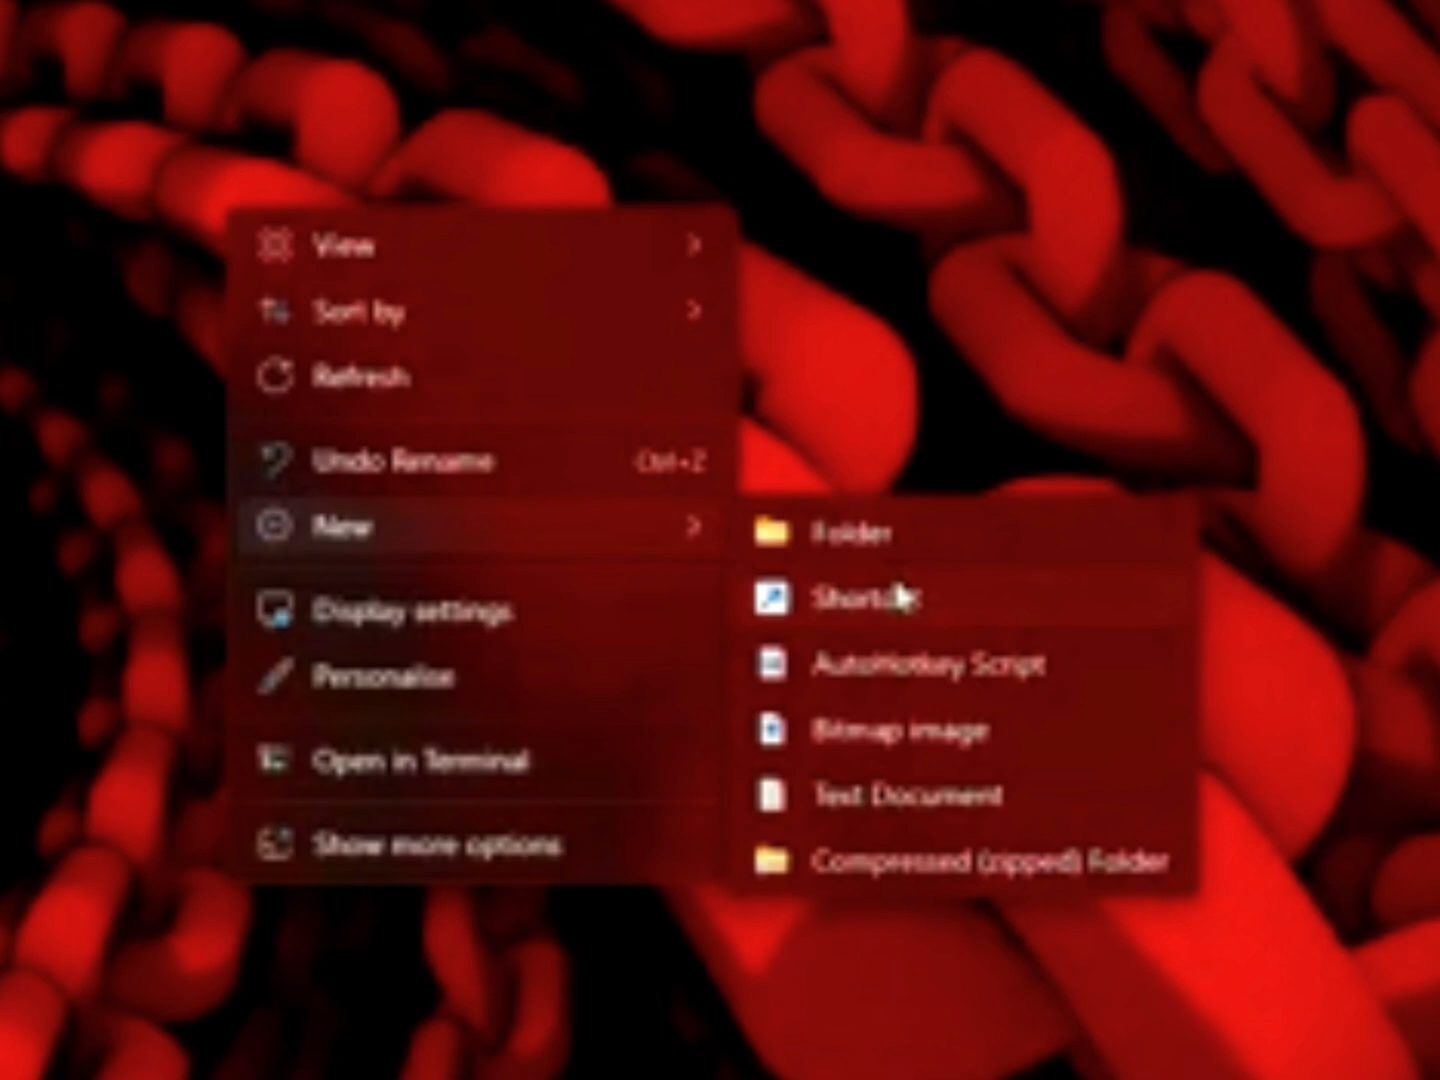 View
Sort by
Refresh
Undo Rename Ctrl+Z
New
Folder
Shortcut
AutoHotkey Script
Bitmap image
Text Document
Compressed (zipped) Folder
Display settings
Personalise
Open in Terminal
Show more options